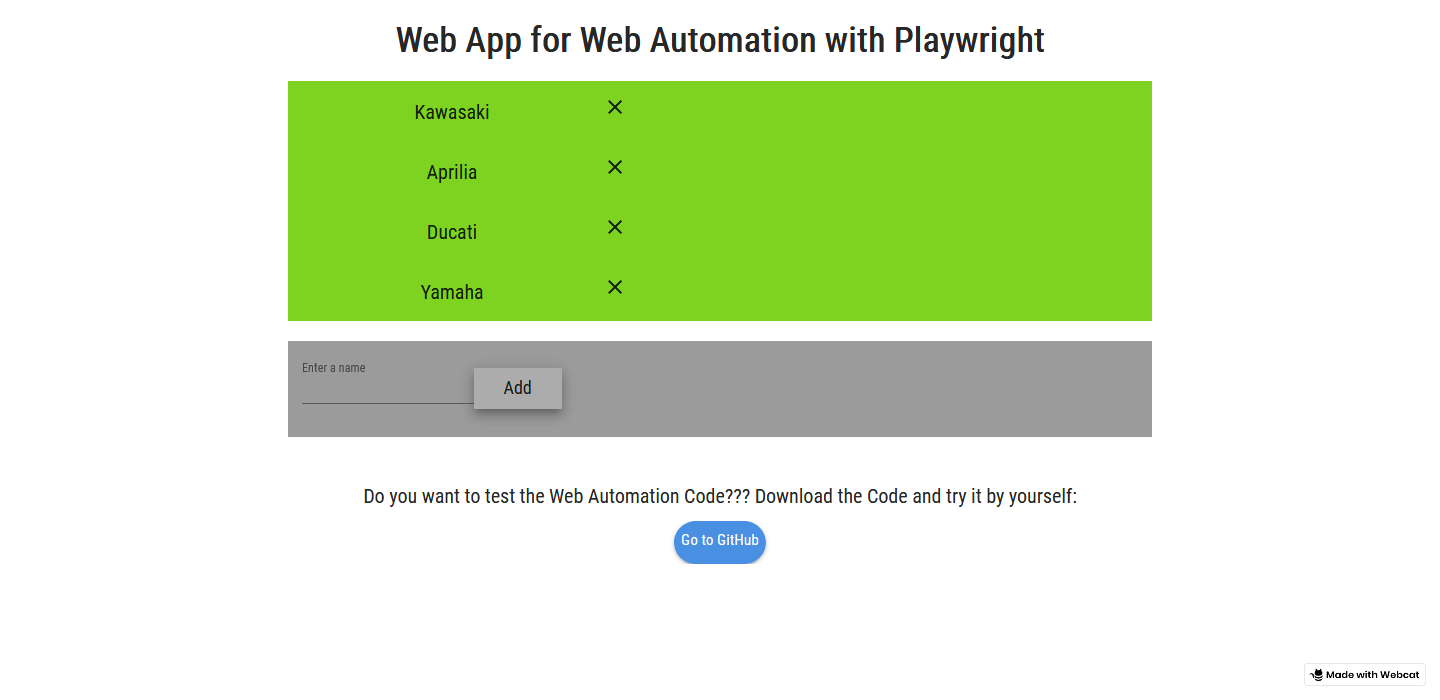 Web App for Web Automation with Playwright
Kawasaki
Aprilia
Ducati
Yamaha
Enter a name
Add
Do you want to test the Web Automation Code??? Download the Code and try it by yourself:
Go to GitHub
Made with Webcat